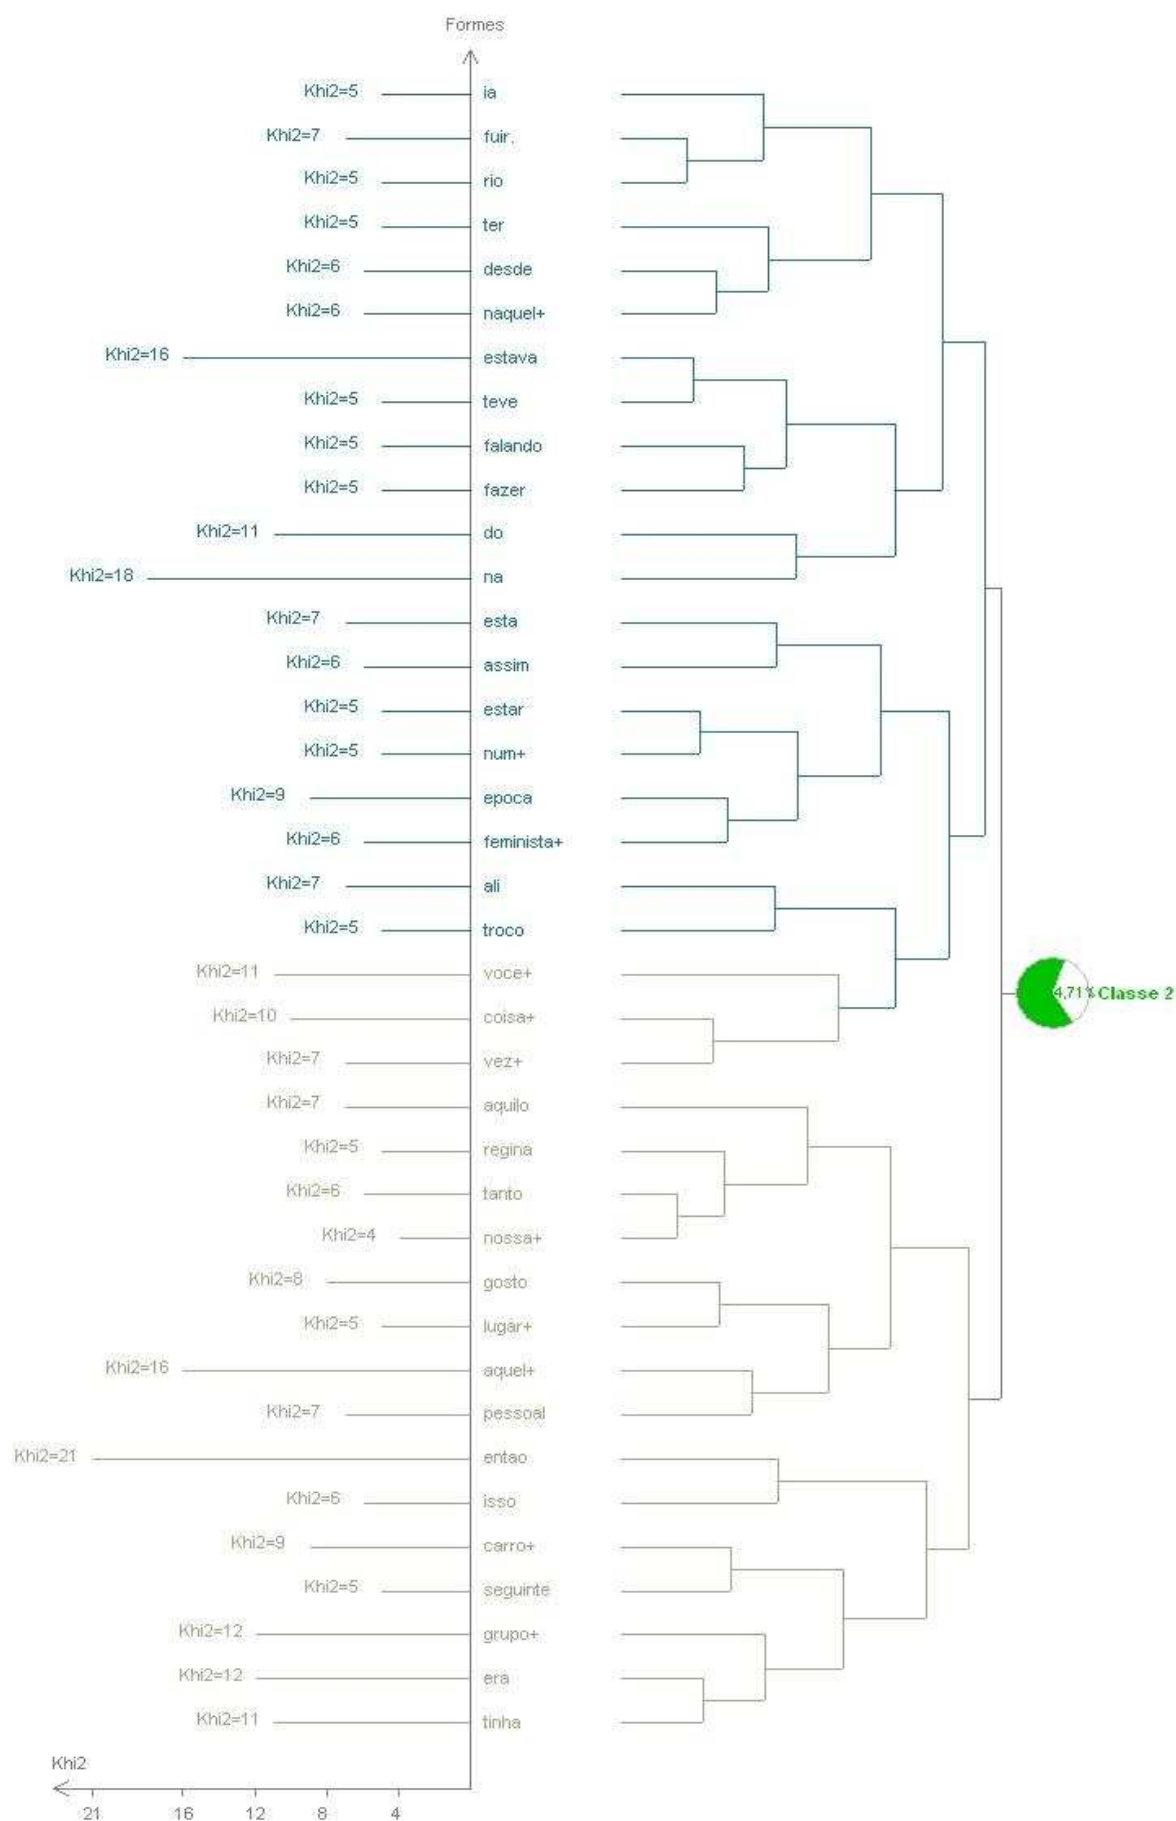 Formes
Khi2=5 ia
Khi2=7 fuir.
Khi2=5 rio
Khi2=5 ter
Khi2=6 desde
Khi2=6 naquel+
Khi2=16 estava
Khi2=5 teve
Khi2=5 falando
Khi2=5 fazer
Khi2=11 do
Khi2=18 na
Khi2=7 esta
Khi2=6 assim
Khi2=5 estar
Khi2=5 num+
Khi2=9 epoca
Khi2=6 feminista+
Khi2=7 ali
Khi2=5 troco
Khi2=11 voce+
Khi2=10 coisa+
Khi2=7 vez+
Khi2=7 aquilo
Khi2=5 regina
Khi2=6 tanto
Khi2=4 nossa+
Khi2=8 gosto
Khi2=5 lugar+
Khi2=16 aquel+
Khi2=7 pessoal
Khi2=21 entao
Khi2=6 isso
Khi2=9 carro+
Khi2=5 seguinte
Khi2=12 grupo+
Khi2=12 era
Khi2=11 tinha
4,71% Classe 2
Khi2
21 16 12 8 4